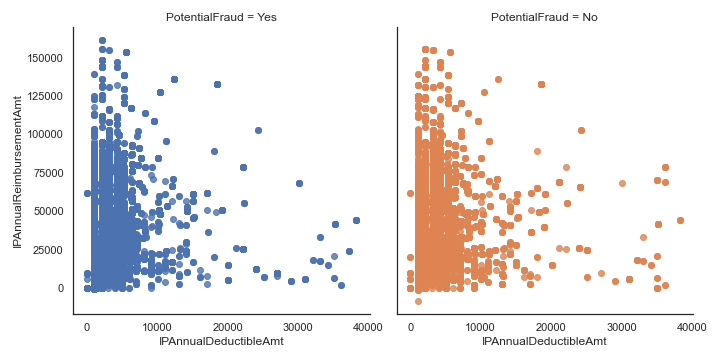 PotentialFraud = Yes
PotentialFraud = No
150000
125000
100000
75000
50000
25000
0
IPAnnualReimbursementAmt
0 10000 20000 30000 40000
0 10000 20000 30000 40000
IPAnnualDeductibleAmt
IPAnnualDeductibleAmt